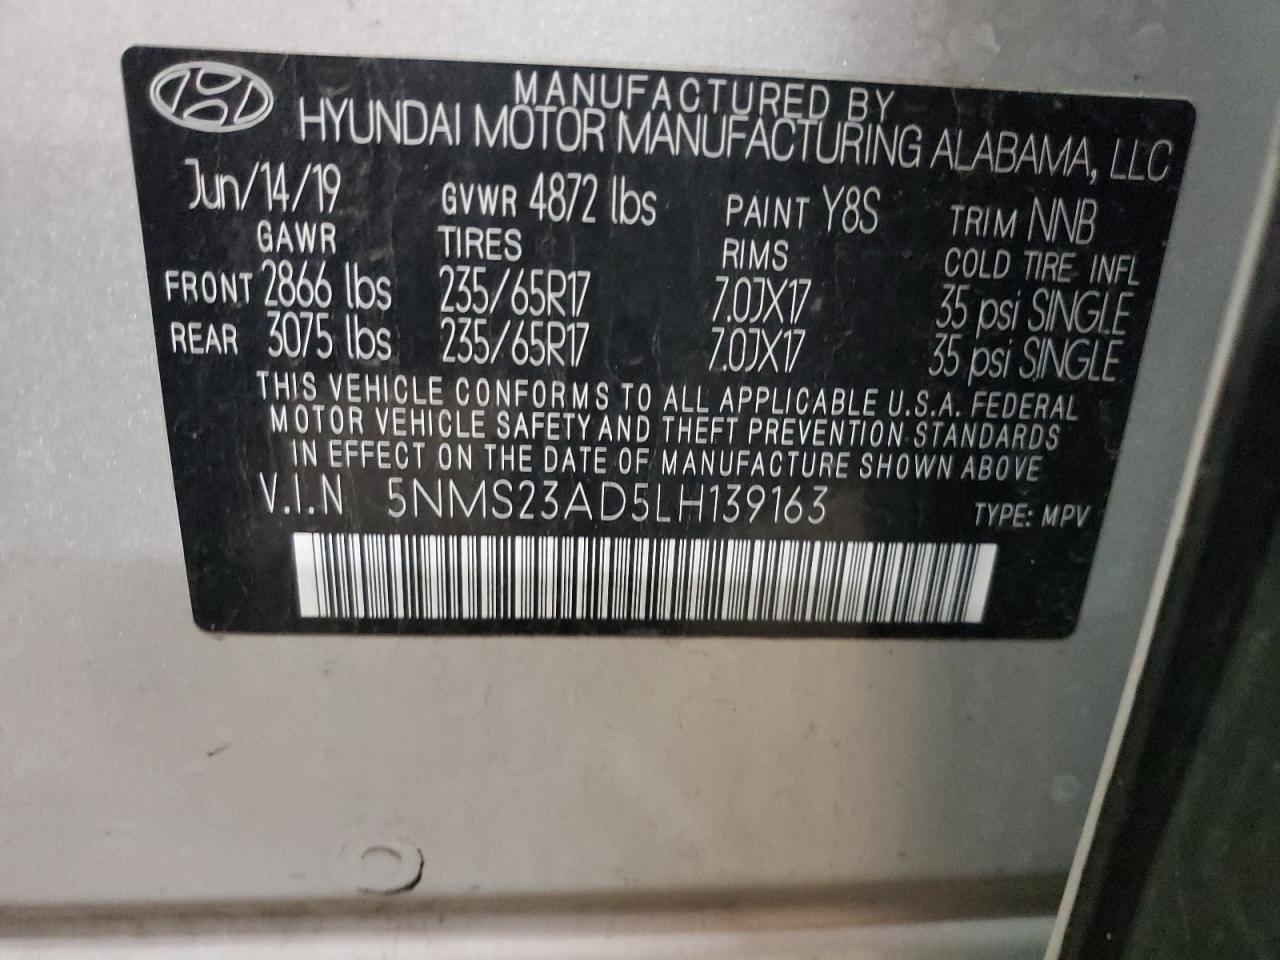 MANUFACTURED BY
HYUNDAI MOTOR MANUFACTURING ALABAMA, LLC
Jun/14/19 GVWR 4872 lbs PAINT Y8S TRIM NNB
GAWR TIRES RIMS COLD TIRE INFL
FRONT 2866 lbs 235/65R17 7.0JX17 35 psi SINGLE
REAR 3075 lbs 235/65R17 7.0JX17 35 psi SINGLE
THIS VEHICLE CONFORMS TO ALL APPLICABLE U.S.A. FEDERAL
MOTOR VEHICLE SAFETY AND THEFT PREVENTION STANDARDS
IN EFFECT ON THE DATE OF MANUFACTURE SHOWN ABOVE
V.I.N 5NMS23AD5LH139163 TYPE: MPV